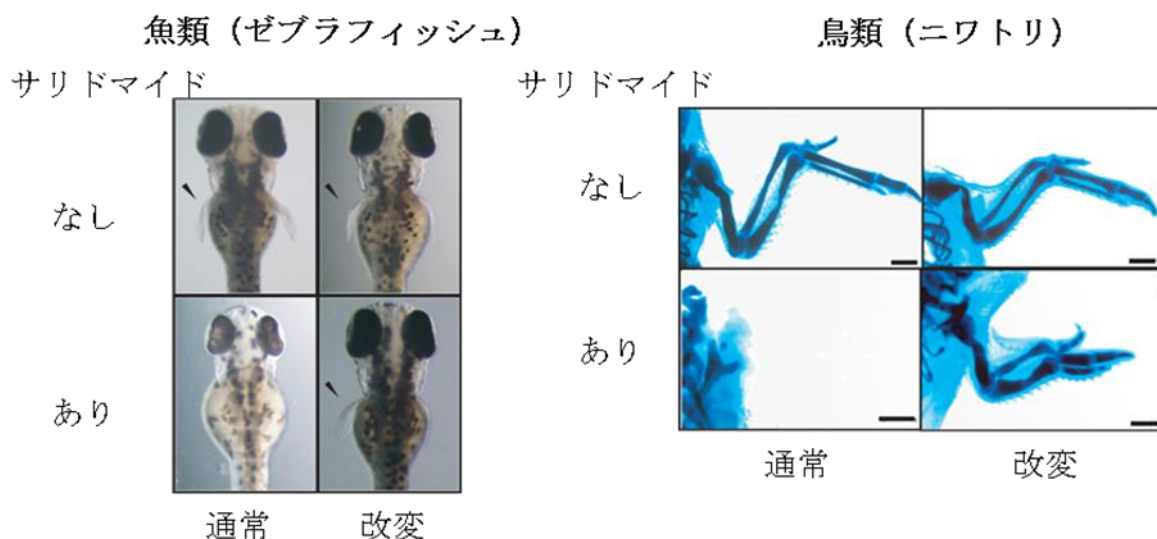 魚類（ゼブラフィッシュ）
サリドマイド
なし
あり
通常
改変
鳥類（ニワトリ）
サリドマイド
なし
あり
通常
改変